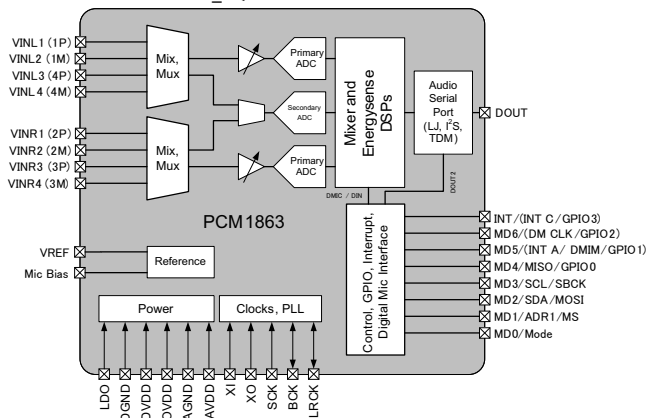 VINL1 (1P)
VINL2 (1M)
VINL3 (4P)
VINL4 (4M)
VINR1 (2P)
VINR2 (2M)
VINR3 (3P)
VINR4 (3M)
VREF
Mic Bias
Mix,
Mux
Mix,
Mux
Primary
ADC
Secondary
ADC
Primary
ADC
Mixer and
Energysense
DSPs
Audio
Serial
Port
(LJ, I²S,
TDM)
DOUT
DMIC / DIN
DOUT2
PCM1863
Reference
Power
Clocks, PLL
Control, GPIO, Interrupt,
Digital Mic Interface
INT/(INT C/GPIO3)
MD6/(DM CLK/GPIO2)
MD5/(INT A/ DMIM/GPIO1)
MD4/MISO/GPIO0
MD3/SCL/SBCK
MD2/SDA/MOSI
MD1/ADR1/MS
MD0/Mode
LDO
DGND
DVDD
IOVDD
AGND
AVDD
XI
XO
SCK
BCK
LRCK